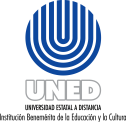 UNED
UNIVERSIDAD ESTATAL A DISTANCIA
Institución Benemérita de la Educación y la Cultura